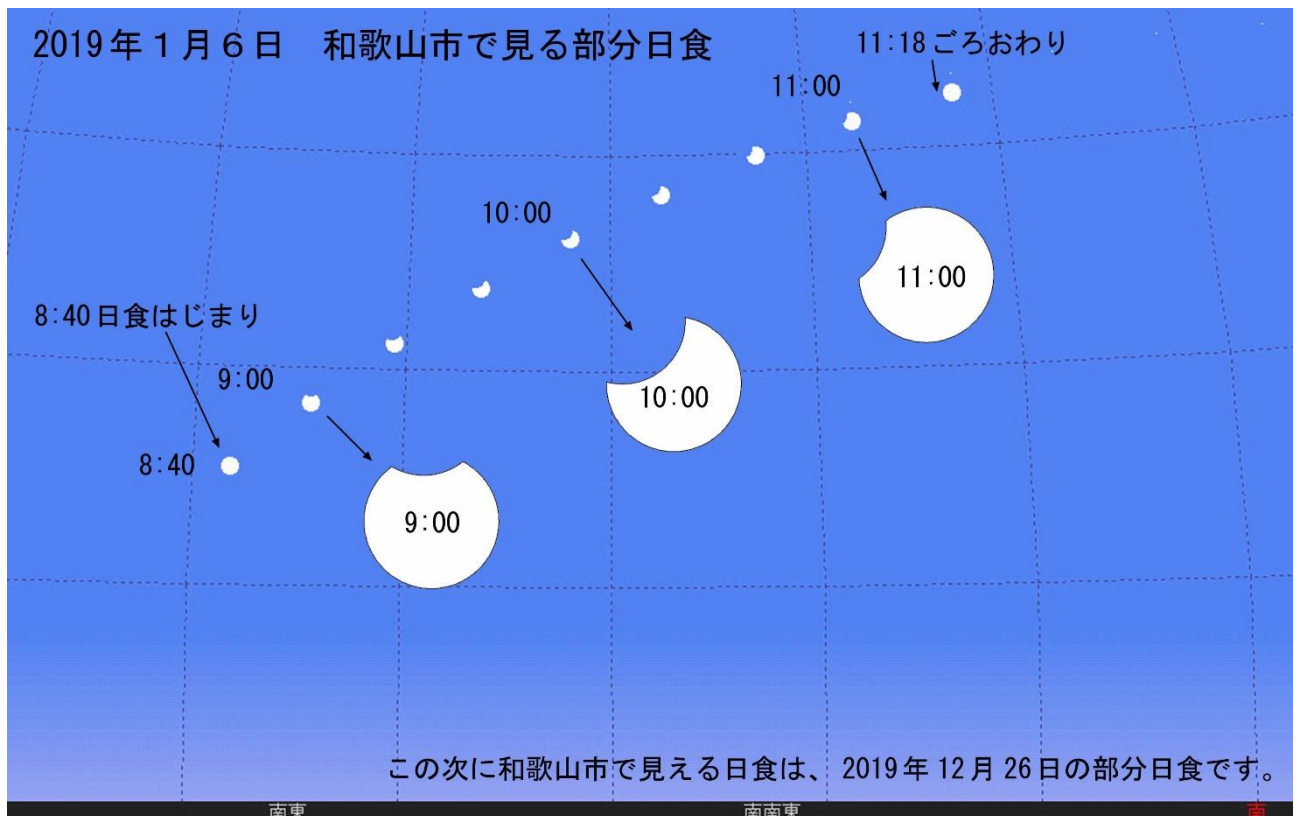 2019年１月６日　和歌山市で見る部分日食
11:18ごろおわり
11:00
10:00
11:00
8:40日食はじまり
9:00
10:00
8:40
9:00
この次に和歌山市で見える日食は、2019年12月26日の部分日食です。
南東
南南東
南